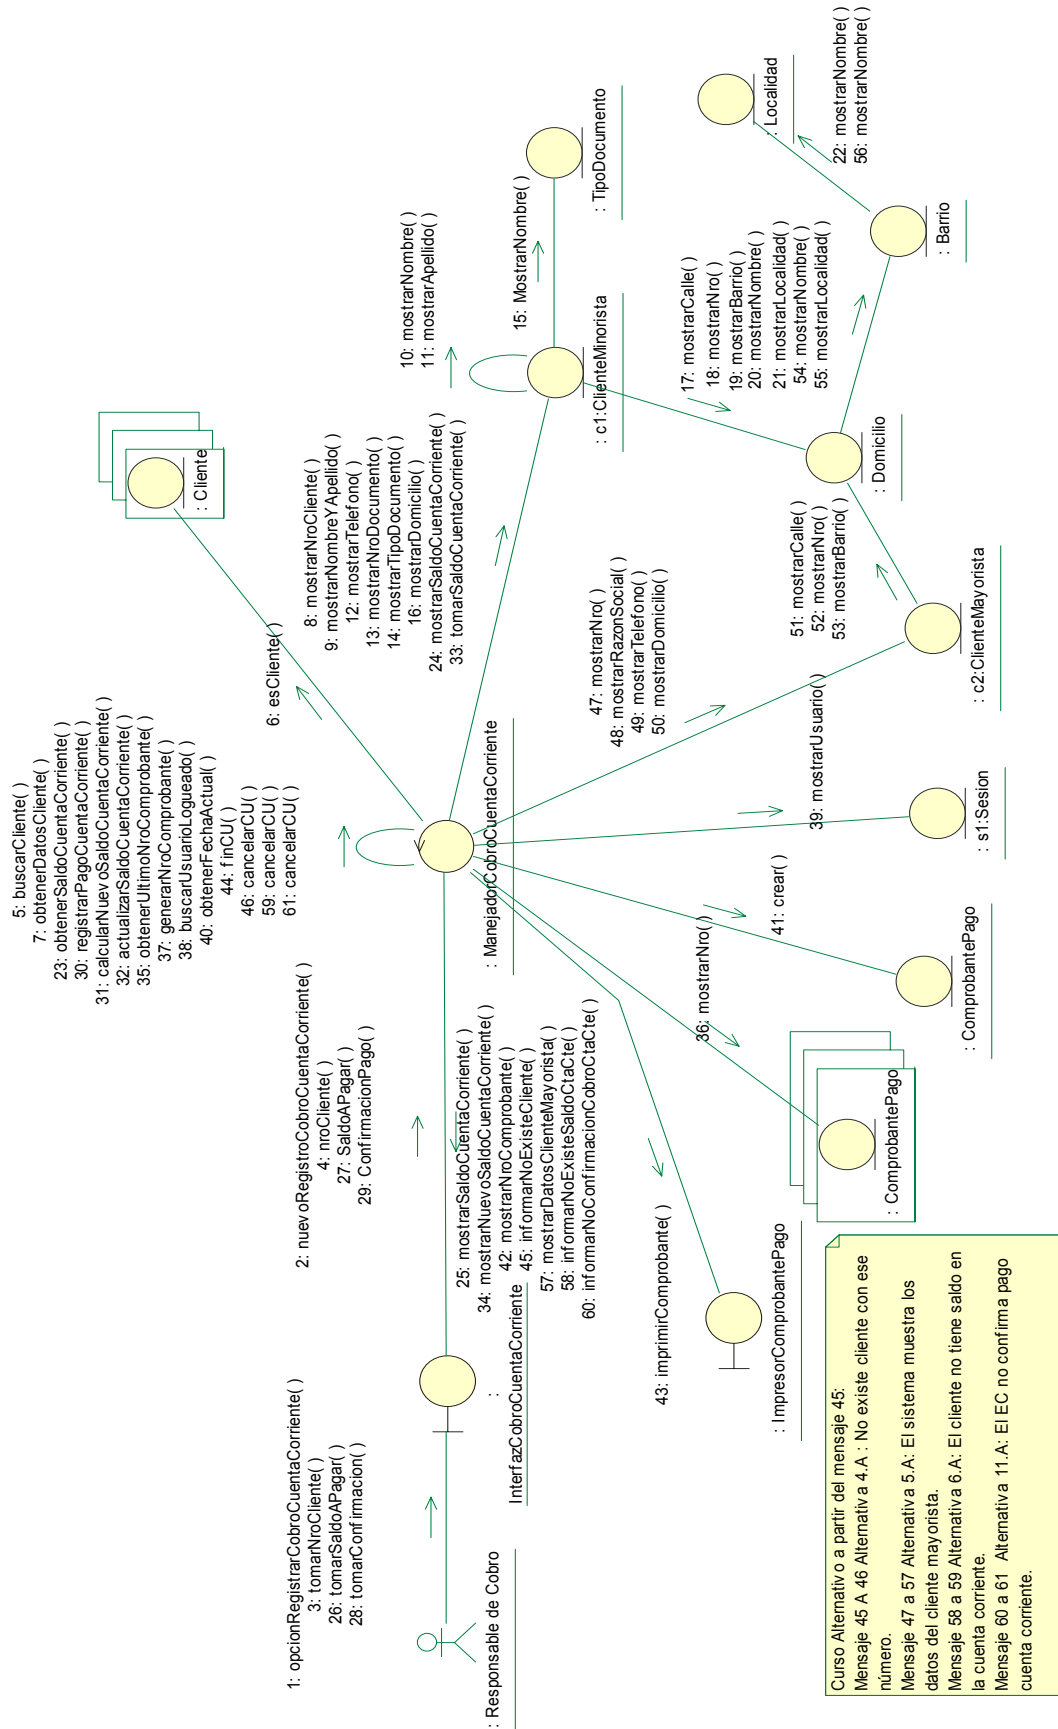 1: opcionRegistrarCobroCuentaCorriente( )
3: tomarNroCliente( )
26: tomarSaldoAPagar( )
28: tomarConfirmacion( )
: Responsable de Cobro
2: nuevoRegistroCobroCuentaCorriente( )
4: nroCliente( )
27: SaldoAPagar( )
29: ConfirmacionPago( )
:
InterfazCobroCuentaCorriente
25: mostrarSaldoCuentaCorriente( )
34: mostrarNuevoSaldoCuentaCorriente( )
42: mostrarNroComprobante( )
45: informarNoExisteCliente( )
57: mostrarDatosClienteMayorista( )
58: informarNoExisteSaldoCtaCte( )
60: informarNoConfirmacionCobroCtaCte( )
5: buscarCliente( )
7: obtenerDatosCliente( )
23: obtenerSaldoCuentaCorriente( )
30: registrarPagoCuentaCorriente( )
31: calcularNuevoSaldoCuentaCorriente( )
32: actualizarSaldoCuentaCorriente( )
35: obtenerUltimoNroComprobante( )
37: generarNroComprobante( )
38: buscarUsuarioLogueado( )
40: obtenerFechaActual( )
44: finCU( )
46: cancelarCU( )
59: cancelarCU( )
61: cancelarCU( )
: ManejadorCobroCuentaCorriente
6: esCliente( )
: Cliente
8: mostrarNroCliente( )
9: mostrarNombreYApellido( )
12: mostrarTelefono( )
13: mostrarNroDocumento( )
14: mostrarTipoDocumento( )
16: mostrarDomicilio( )
24: mostrarSaldoCuentaCorriente( )
33: tomarSaldoCuentaCorriente( )
10: mostrarNombre( )
11: mostrarApellido( )
: c1:ClienteMinorista
15: MostrarNombre( )
: TipoDocumento
17: mostrarCalle( )
18: mostrarNro( )
19: mostrarBarrio( )
20: mostrarNombre( )
21: mostrarLocalidad( )
54: mostrarNombre( )
55: mostrarLocalidad( )
: Domicilio
22: mostrarNombre( )
56: mostrarNombre( )
: Localidad
: Barrio
47: mostrarNro( )
48: mostrarRazonSocial( )
49: mostrarTelefono( )
50: mostrarDomicilio( )
51: mostrarCalle( )
52: mostrarNro( )
53: mostrarBarrio( )
: c2:ClienteMayorista
39: mostrarUsuario( )
: s1:Sesion
41: crear( )
: ComprobantePago
36: mostrarNro( )
: ComprobantePago
43: imprimirComprobante( )
: ImpresorComprobantePago
Curso Alternativo a partir del mensaje 45:
Mensaje 45 A 46 Alternativa 4.A : No existe cliente con ese
número.
Mensaje 47 a 57 Alternativa 5.A: El sistema muestra los
datos del cliente mayorista.
Mensaje 58 a 59 Alternativa 6.A: El cliente no tiene saldo en
la cuenta corriente.
Mensaje 60 a 61 Alternativa 11.A: El EC no confirma pago
cuenta corriente.